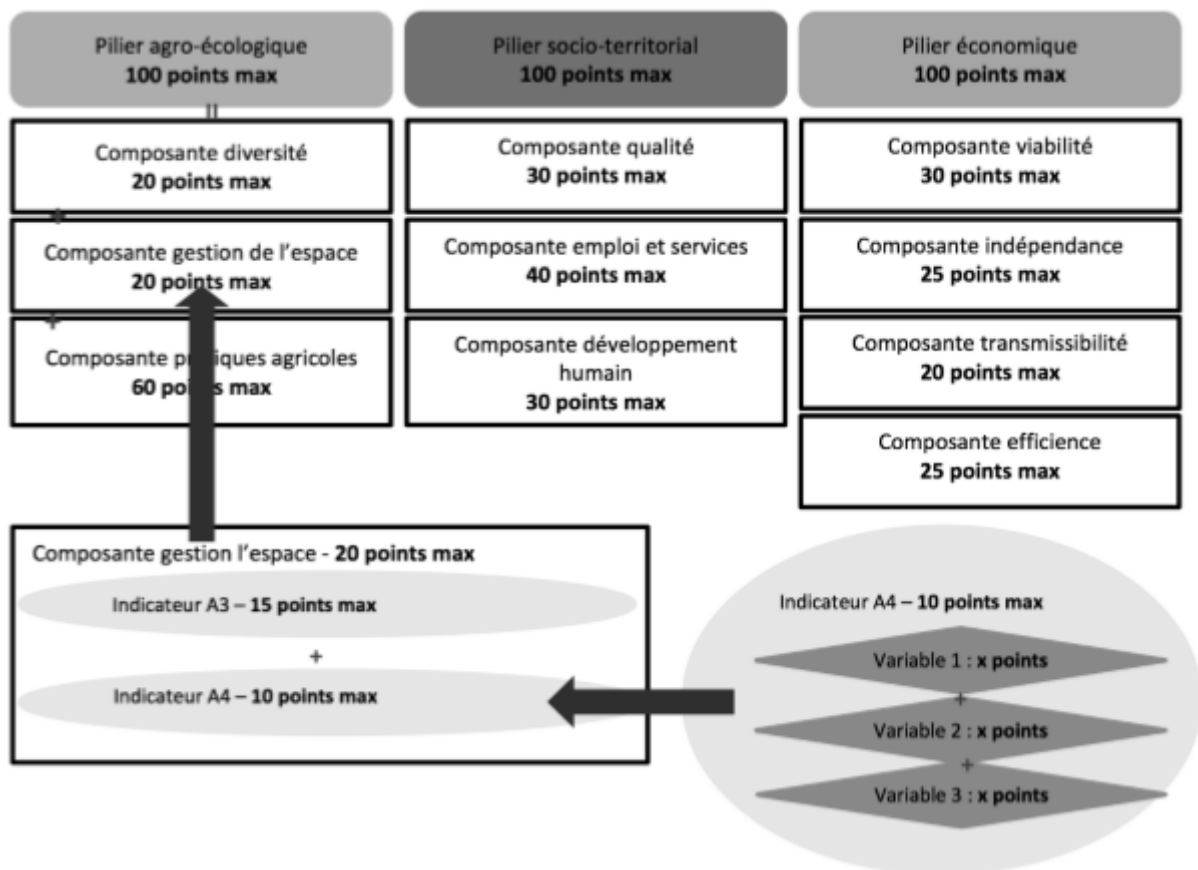 Pilier agro-écologique
100 points max
Pilier socio-territorial
100 points max
Pilier économique
100 points max
=
Composante diversité
20 points max
+
Composante gestion de l'espace
20 points max
+
Composante pratiques agricoles
60 points max
Composante qualité
30 points max
Composante emploi et services
40 points max
Composante développement
humain
30 points max
Composante viabilité
30 points max
Composante indépendance
25 points max
Composante transmissibilité
20 points max
Composante efficience
25 points max
Composante gestion l'espace - 20 points max
Indicateur A3 – 15 points max
+
Indicateur A4 – 10 points max
Indicateur A4 – 10 points max
Variable 1 : x points
+
Variable 2 : x points
+
Variable 3 : x points